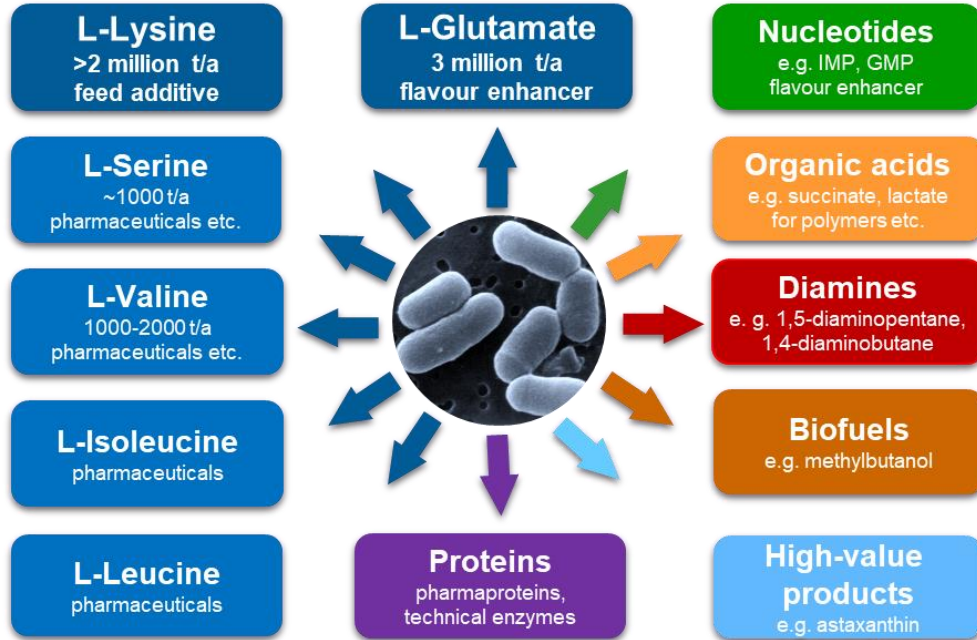 L-Lysine
>2 million t/a
feed additive
L-Glutamate
3 million t/a
flavour enhancer
Nucleotides
e.g. IMP, GMP
flavour enhancer
L-Serine
~1000 t/a
pharmaceuticals etc.
Organic acids
e.g. succinate, lactate
for polymers etc.
L-Valine
1000-2000 t/a
pharmaceuticals etc.
Diamines
e. g. 1,5-diaminopentane,
1,4-diaminobutane
L-Isoleucine
pharmaceuticals
Biofuels
e.g. methylbutanol
L-Leucine
pharmaceuticals
Proteins
pharmaproteins,
technical enzymes
High-value
products
e.g. astaxanthin